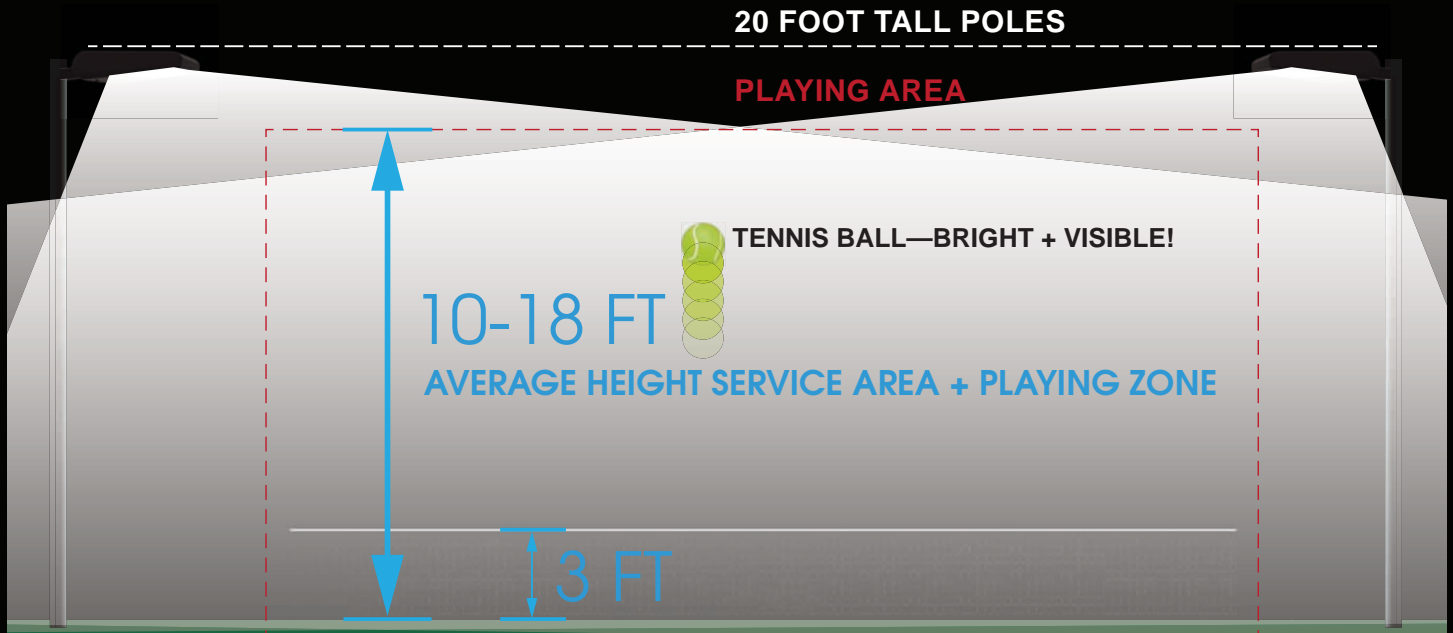 20 FOOT TALL POLES
PLAYING AREA
TENNIS BALL—BRIGHT + VISIBLE!
10-18 FT
AVERAGE HEIGHT SERVICE AREA + PLAYING ZONE
3 FT